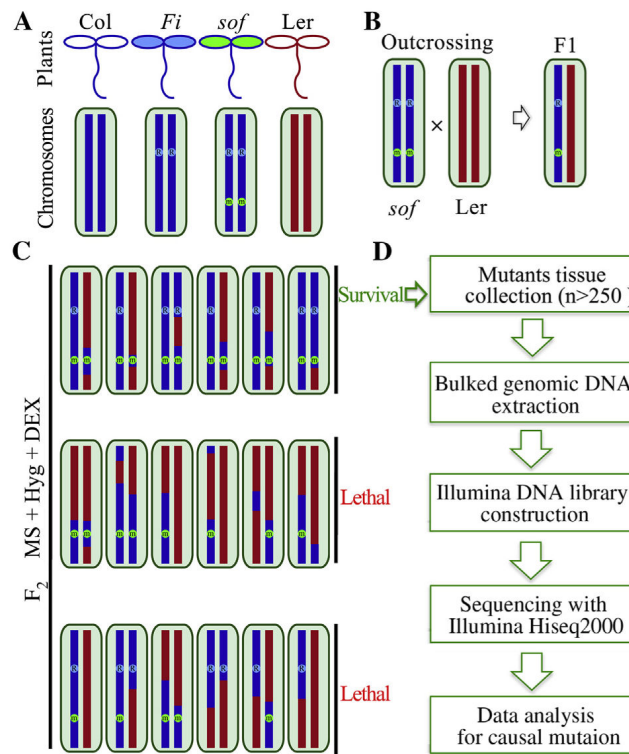 A
Col
Fi
sof
Ler
Plants
Chromosomes
R R
m m
B
Outcrossing
F1
R R
m m
×
R
m
sof
Ler
C
F2
MS + Hyg + DEX
R
R
R R
R
R
R R
m m
m m
m m
m m
m m
m m
Survival
m m
m m
m
m
m
m
Lethal
R
R R
R R
R
R
m
m m
m
Lethal
D
Mutants tissue
collection (n>250 )
Bulked genomic DNA
extraction
Illumina DNA library
construction
Sequencing with
Illumina Hiseq2000
Data analysis
for causal mutaion